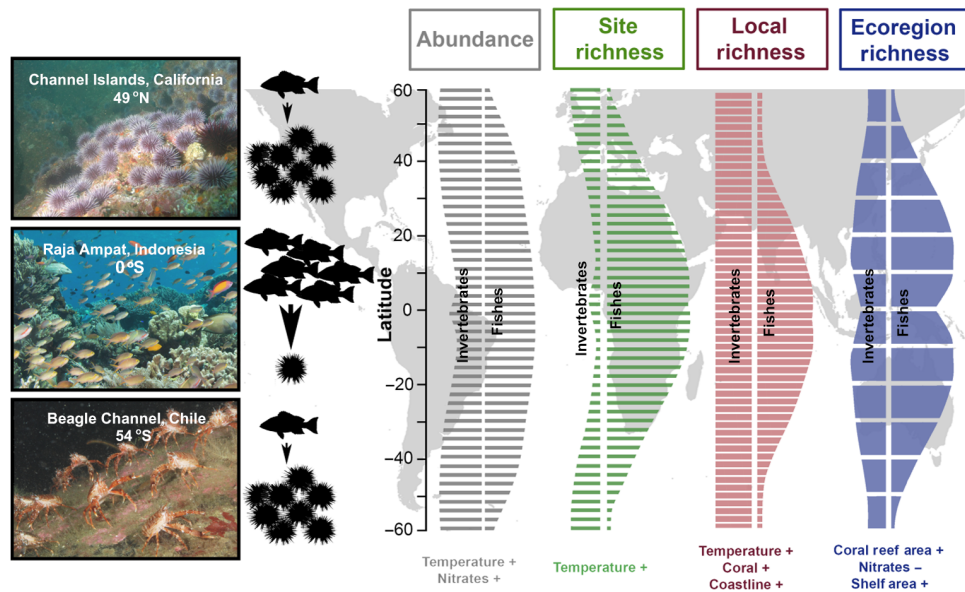 Abundance
Site
richness
Local
richness
Ecoregion
richness
Channel Islands, California
49 °N
Raja Ampat, Indonesia
0 °S
Beagle Channel, Chile
54 °S
Latitude
60
40
20
0
−20
−40
−60
Invertebrates
Fishes
Invertebrates
Fishes
Invertebrates
Fishes
Invertebrates
Fishes
Temperature +
Nitrates +
Temperature +
Temperature +
Coral +
Coastline +
Coral reef area +
Nitrates –
Shelf area +